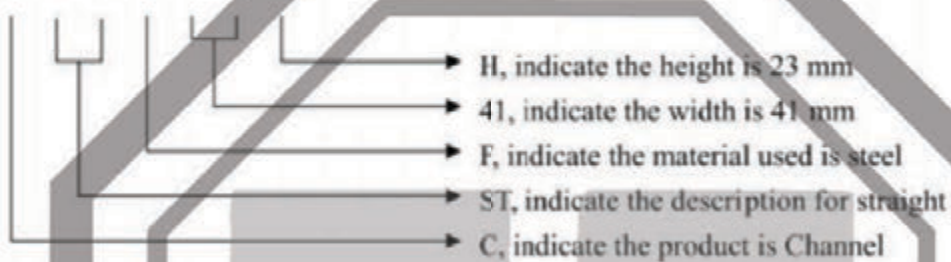 H, indicate the height is 23 mm
41, indicate the width is 41 mm
F, indicate the material used is steel
ST, indicate the description for straight
C, indicate the product is Channel